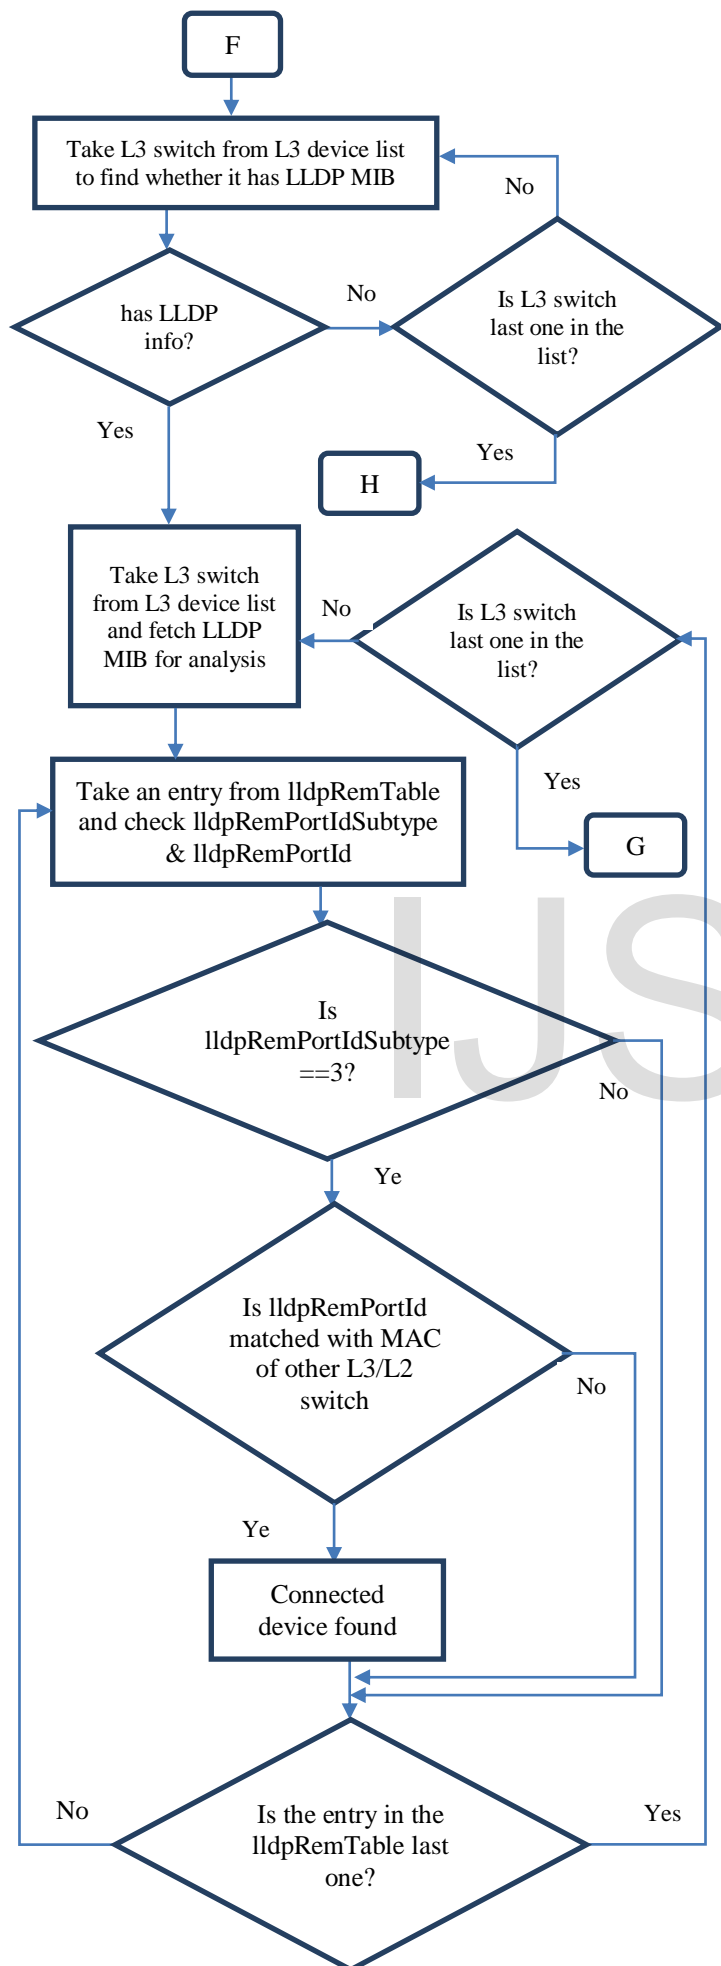 F
Take L3 switch from L3 device list
to find whether it has LLDP MIB
No
has LLDP
info?
No
Is L3 switch
last one in the
list?
Yes
Yes
H
Take L3 switch
from L3 device list
and fetch LLDP
MIB for analysis
No
Is L3 switch
last one in the
list?
Yes
G
Take an entry from lldpRemTable
and check lldpRemPortIdSubtype
& lldpRemPortId
IJS
Is
lldpRemPortIdSubtype
==3?
No
Ye
Is lldpRemPortId
matched with MAC
of other L3/L2
switch
No
Ye
Connected
device found
No
Is the entry in the
lldpRemTable last
one?
Yes